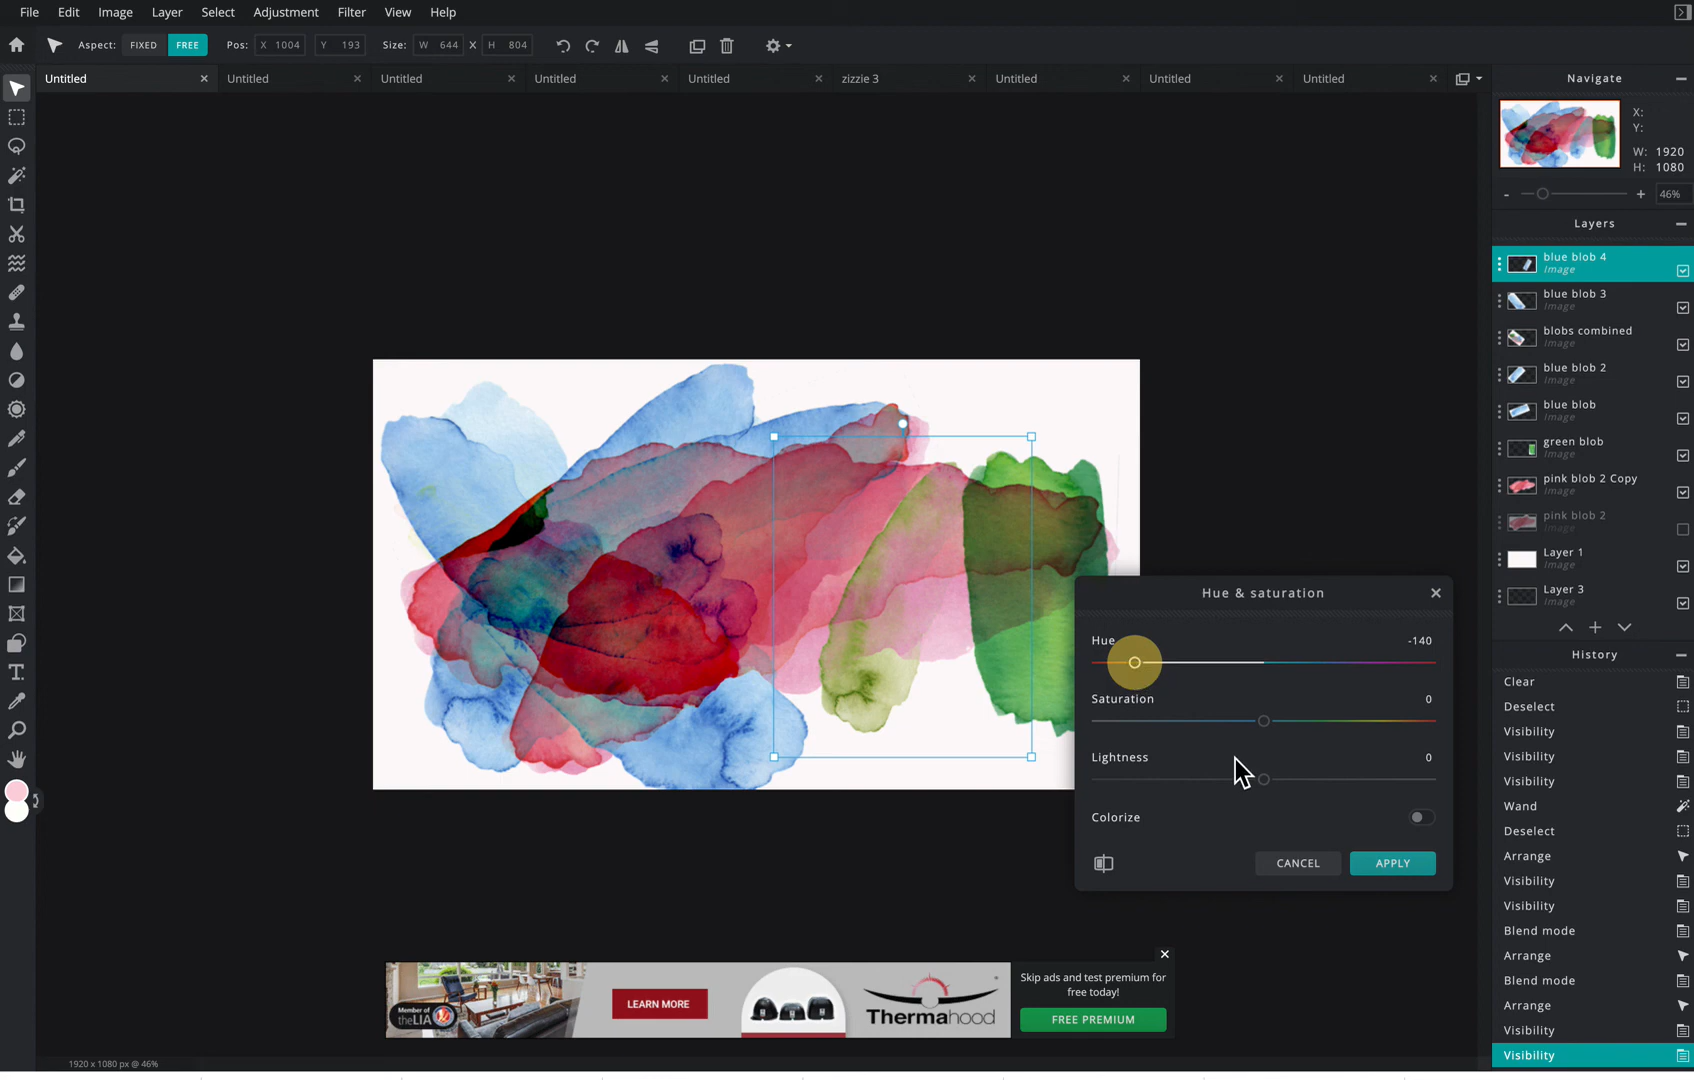 File Edit Image Layer Select Adjustment Filter View Help
Aspect: FIXED FREE Pos: X 1004 Y 193 Size: W 644 X H 804
Untitled Untitled Untitled Untitled Untitled zizzie 3 Untitled Untitled Untitled
Navigate
X:
Y:
W: 1920
H: 1080
- + 46%
Layers
blue blob 4
Image
blue blob 3
Image
blobs combined
Image
blue blob 2
Image
blue blob
Image
green blob
Image
pink blob 2 Copy
Image
pink blob 2
Image
Layer 1
Image
Layer 3
Image
History
Clear
Deselect
Visibility
Visibility
Visibility
Wand
Deselect
Arrange
Visibility
Visibility
Blend mode
Arrange
Blend mode
Arrange
Visibility
Visibility
Hue & saturation
Hue -140
Saturation 0
Lightness 0
Colorize
CANCEL APPLY
Member of
theLIA
LEARN MORE
Thermahood
Skip ads and test premium for
free today!
FREE PREMIUM
1920 x 1080 px @ 46%